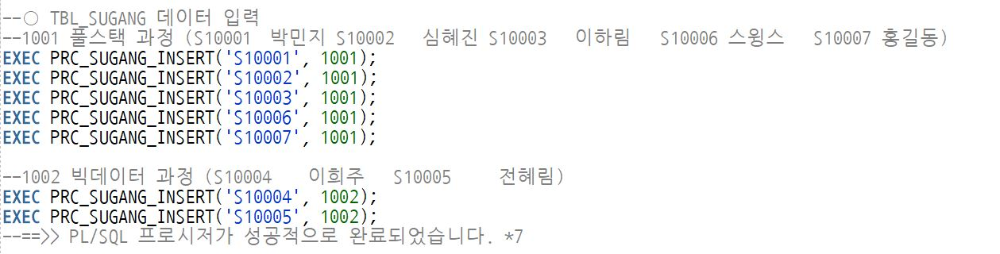 --○ TBL_SUGANG 데이터 입력
--1001 풀스택 과정 (S10001 박민지 S10002 심혜진 S10003 이하림 S10006 스윙스 S10007 홍길동)
EXEC PRC_SUGANG_INSERT('S10001', 1001);
EXEC PRC_SUGANG_INSERT('S10002', 1001);
EXEC PRC_SUGANG_INSERT('S10003', 1001);
EXEC PRC_SUGANG_INSERT('S10006', 1001);
EXEC PRC_SUGANG_INSERT('S10007', 1001);
--1002 빅데이터 과정 (S10004 이희주 S10005 전혜림)
EXEC PRC_SUGANG_INSERT('S10004', 1002);
EXEC PRC_SUGANG_INSERT('S10005', 1002);
--==>> PL/SQL 프로시저가 성공적으로 완료되었습니다. *7